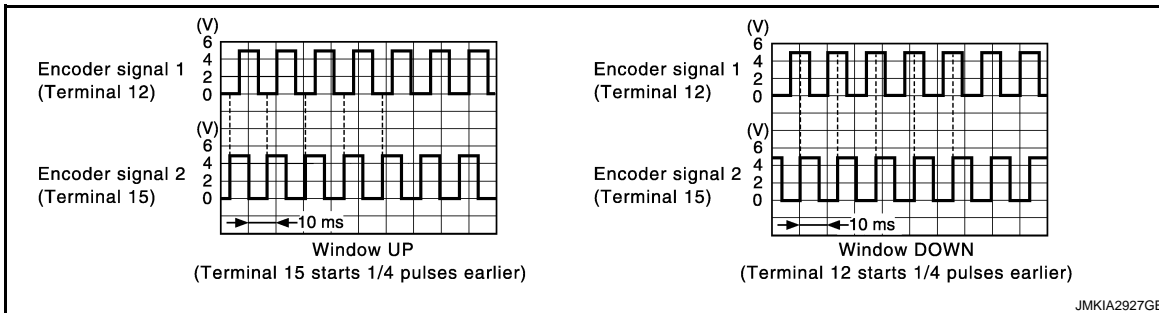 (V)
6
4
2
0
Encoder signal 1
(Terminal 12)
(V)
6
4
2
0
Encoder signal 2
(Terminal 15)
10 ms
Window UP
(Terminal 15 starts 1/4 pulses earlier)
(V)
6
4
2
0
Encoder signal 1
(Terminal 12)
(V)
6
4
2
0
Encoder signal 2
(Terminal 15)
10 ms
Window DOWN
(Terminal 12 starts 1/4 pulses earlier)